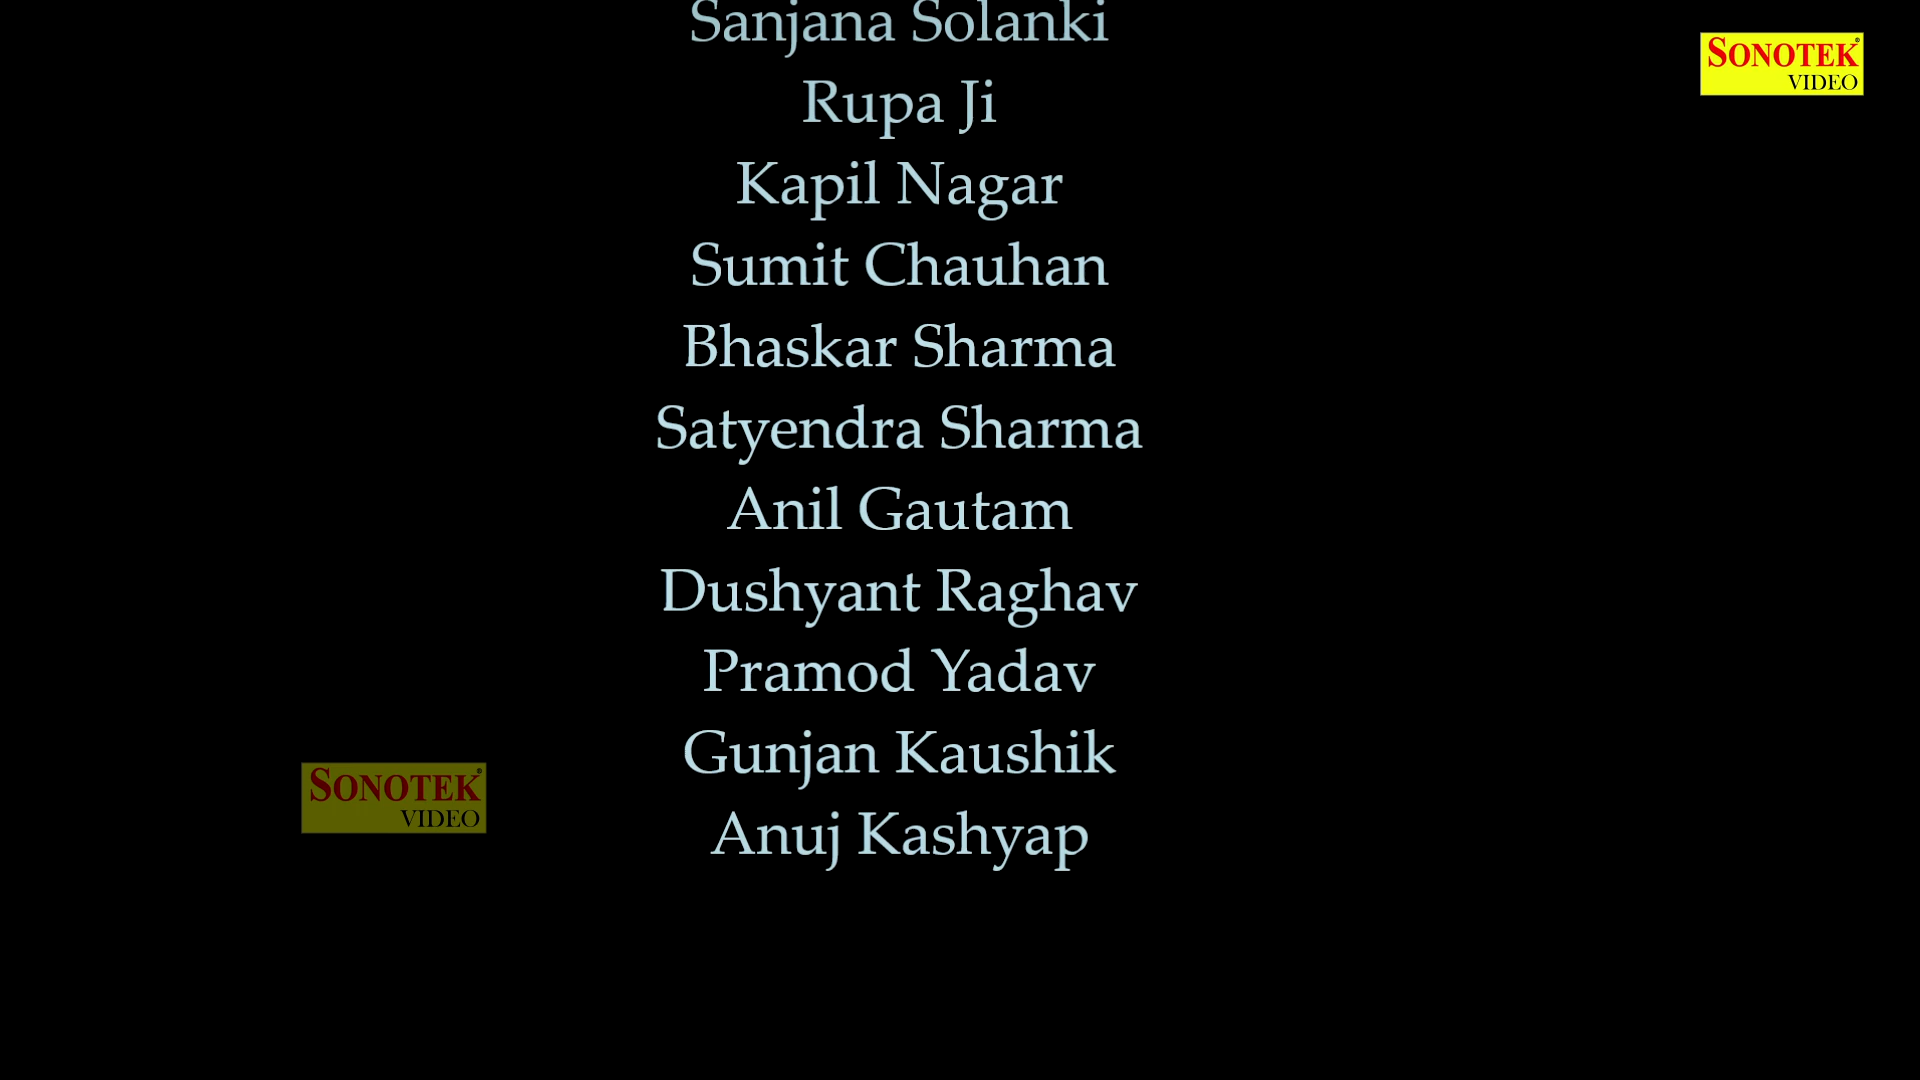 Sanjana Solanki
SONOTEK
VIDEO
Rupa Ji
Kapil Nagar
Sumit Chauhan
Bhaskar Sharma
Satyendra Sharma
Anil Gautam
Dushyant Raghav
Pramod Yadav
Gunjan Kaushik
SONOTEK
VIDEO
Anuj Kashyap